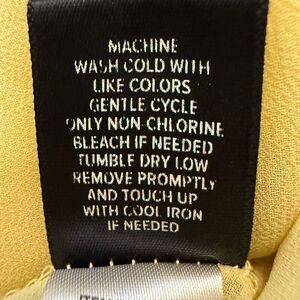 MACHINE
WASH COLD WITH
LIKE COLORS
GENTLE CYCLE
ONLY NON-CHLORINE
BLEACH IF NEEDED
TUMBLE DRY LOW
REMOVE PROMPTLY
AND TOUCH UP
WITH COOL IRON
IF NEEDED